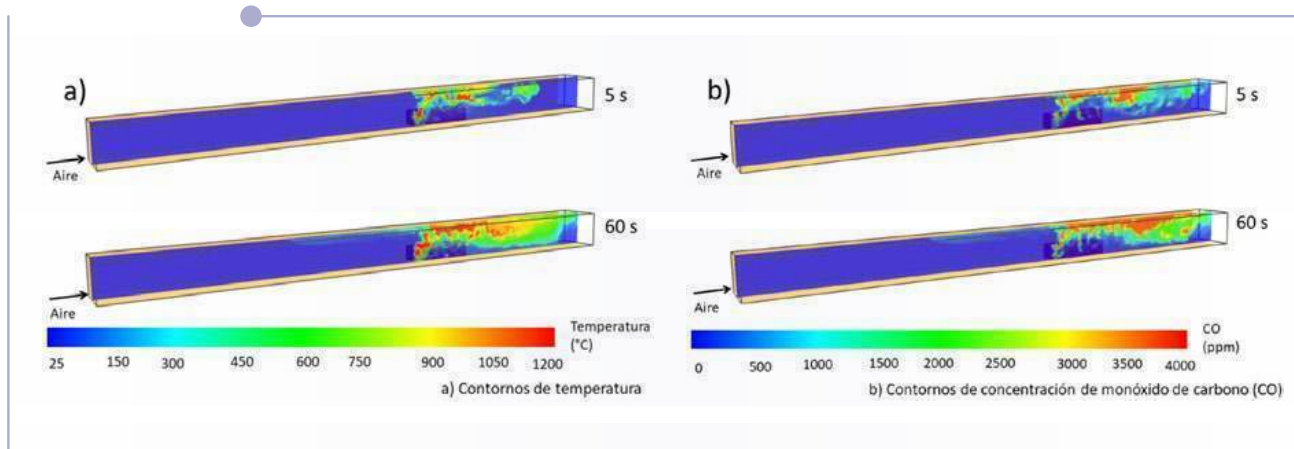 a)
5 s
Aire
60 s
Aire
Temperatura
(°C)
25 150 300 450 600 750 900 1050 1200
a) Contornos de temperatura
b)
5 s
Aire
60 s
Aire
CO
(ppm)
0 500 1000 1500 2000 2500 3000 3500 4000
b) Contornos de concentración de monóxido de carbono (CO)